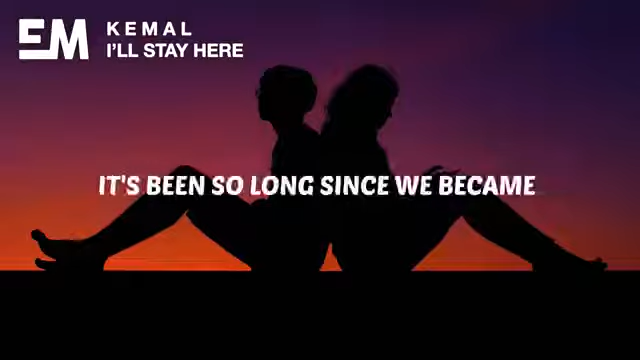 EM
KEMAL
I'LL STAY HERE
IT'S BEEN SO LONG SINCE WE BECAME